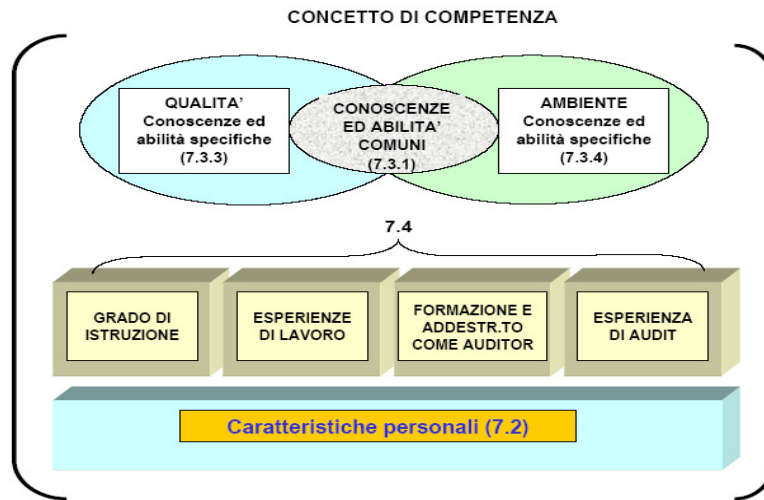 CONCETTO DI COMPETENZA
QUALITA’
Conoscenze ed
abilità specifiche
(7.3.3)
CONOSCENZE
ED ABILITA’
COMUNI
(7.3.1)
AMBIENTE
Conoscenze ed
abilità specifiche
(7.3.4)
7.4
GRADO DI
ISTRUZIONE
ESPERIENZE
DI LAVORO
FORMAZIONE E
ADDESTR.TO
COME AUDITOR
ESPERIENZA
DI AUDIT
Caratteristiche personali (7.2)